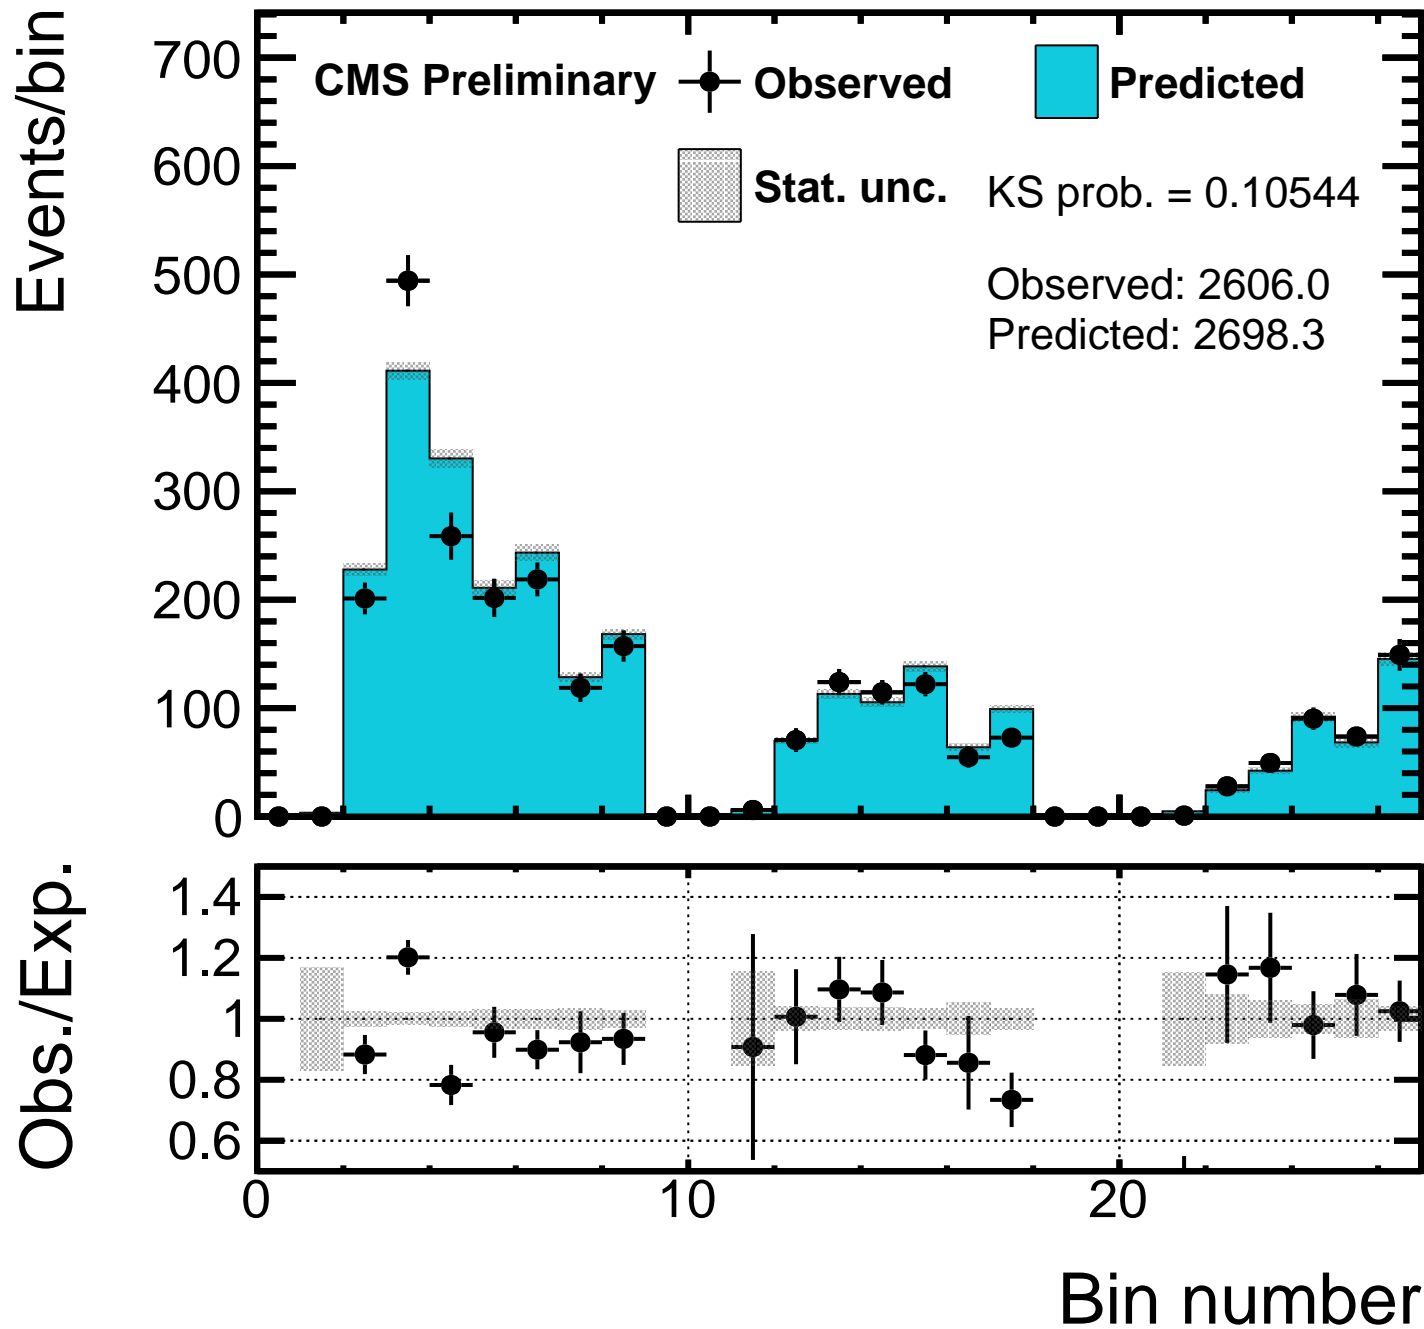 Events/bin
700
600
500
400
300
200
100
0
CMS Preliminary
Observed
Predicted
Stat. unc.
KS prob. = 0.10544
Observed: 2606.0
Predicted: 2698.3
Obs./Exp.
1.4
1.2
1
0.8
0.6
0 10 20
Bin number